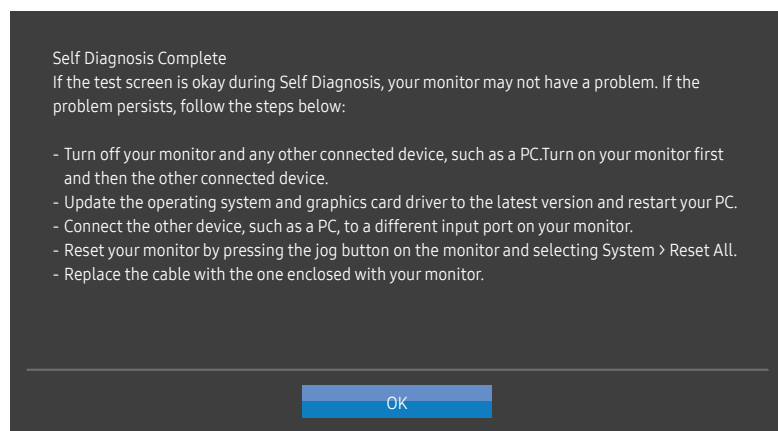 Self Diagnosis Complete
If the test screen is okay during Self Diagnosis, your monitor may not have a problem. If the
problem persists, follow the steps below:
- Turn off your monitor and any other connected device, such as a PC.Turn on your monitor first
and then the other connected device.
- Update the operating system and graphics card driver to the latest version and restart your PC.
- Connect the other device, such as a PC, to a different input port on your monitor.
- Reset your monitor by pressing the jog button on the monitor and selecting System > Reset All.
- Replace the cable with the one enclosed with your monitor.
OK